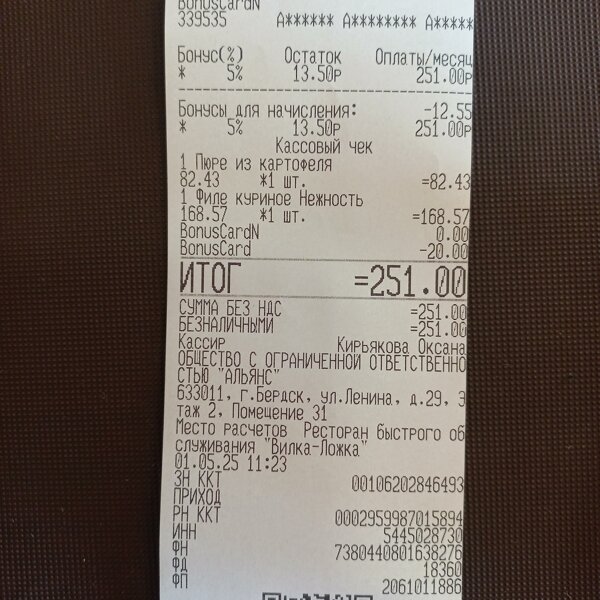 BonusCardN
339535 А****** А******** А*****
Бонус(%) Остаток Оплаты/месяц
* 5% 13.50р 251.00р
Бонусы для начисления: -12.55
* 5% 13.50р 251.00р
Кассовый чек
1 Пюре из картофеля
82.43 *1 шт. =82.43
1 Филе куриное Нежность
168.57 *1 шт. =168.57
BonusCardN 0.00
BonusCard -20.00
ИТОГ =251.00
СУММА БЕЗ НДС =251.00
БЕЗНАЛИЧНЫМИ =251.00
Кассир Кирьякова Оксана
ОБЩЕСТВО С ОГРАНИЧЕННОЙ ОТВЕТСТВЕННО
СТЬЮ "АЛЬЯНС"
633011, г.Бердск, ул.Ленина, д.29, Э
таж 2, Помещение 31
Место расчетов Ресторан быстрого об
служивания "Вилка-Ложка"
01.05.25 11:23
ЗН ККТ 00106202846493
ПРИХОД
РН ККТ 0002959987015894
ИНН 5445028730
ФН 7380440801638276
ФД 18360
ФП 2061011886